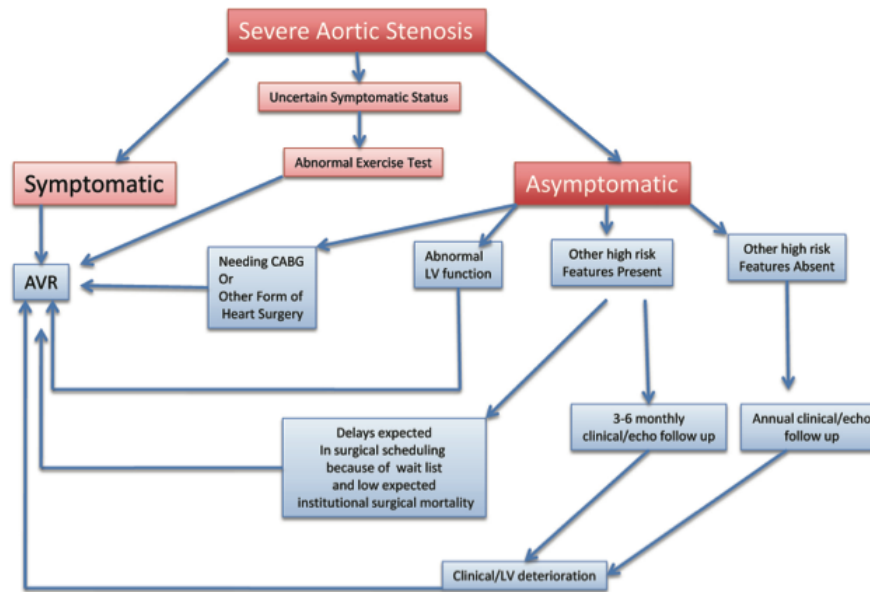 Severe Aortic Stenosis
Uncertain Symptomatic Status
Abnormal Exercise Test
Symptomatic
Asymptomatic
AVR
Needing CABG
Or
Other Form of
Heart Surgery
Abnormal
LV function
Other high risk
Features Present
Other high risk
Features Absent
Delays expected
In surgical scheduling
because of wait list
and low expected
institutional surgical mortality
3-6 monthly
clinical/echo follow up
Annual clinical/echo
follow up
Clinical/LV deterioration